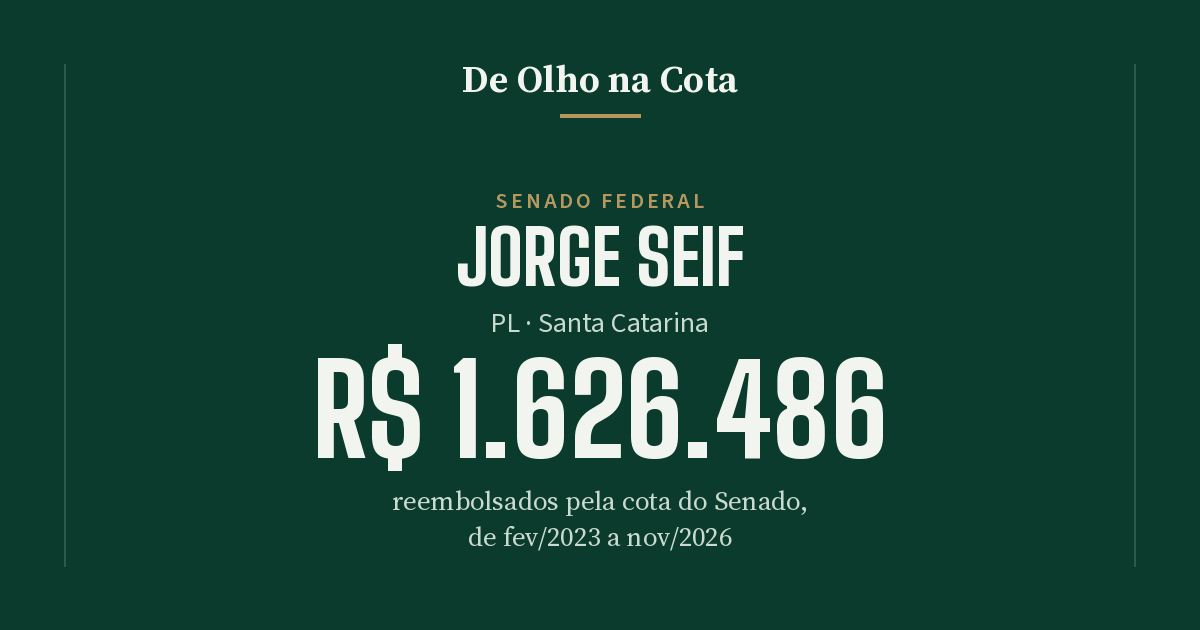 De Olho na Cota
SENADO FEDERAL
JORGE SEIF
PL · Santa Catarina
R$ 1.626.486
reembolsados pela cota do Senado,
de fev/2023 a nov/2026